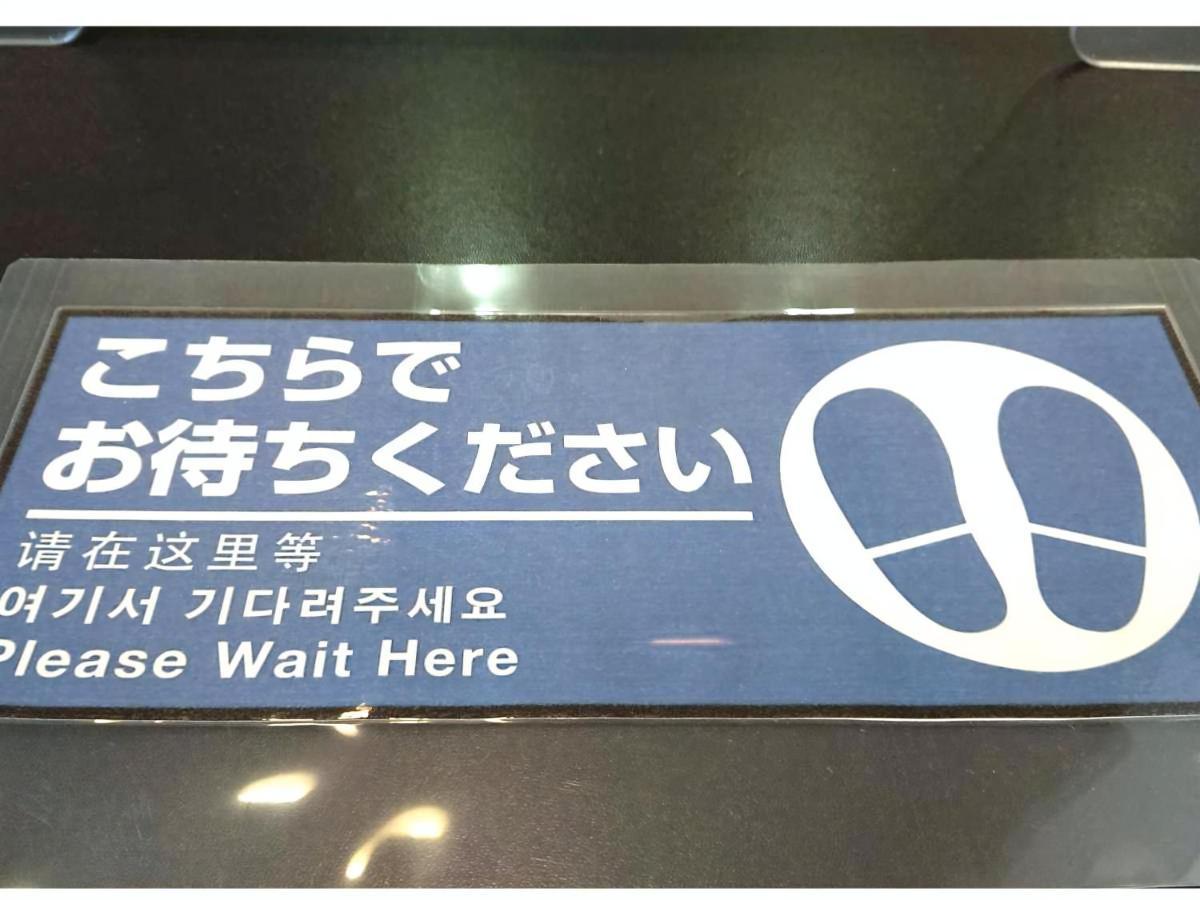 こちらで
お待ちください
请在这里等
여기서 기다려주세요
Please Wait Here